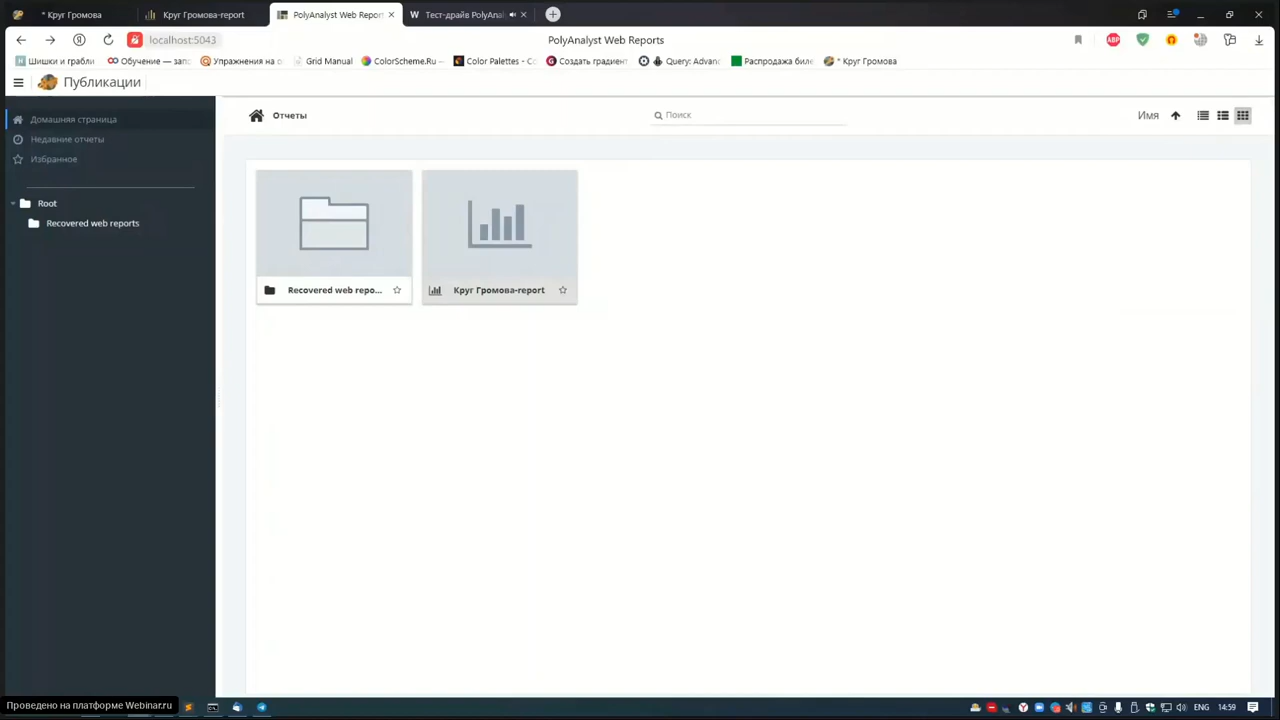 * Круг Громова
Круг Громова-report
PolyAnalyst Web Repor
Тест-драйв PolyAnal
localhost:5043
PolyAnalyst Web Reports
Шишки и грабли
Обучение — зап
Упражнения на о
Grid Manual
ColorScheme.Ru –
Color Palettes - Co
Создать градиент
Query: Advanc
Распродажа биле
* Круг Громова
Публикации
Домашняя страница
Недавние отчеты
Избранное
Root
Recovered web reports
Отчеты
Поиск
Имя
Recovered web repo...
Круг Громова-report
Проведено на платформе Webinar.ru
ENG
14:59